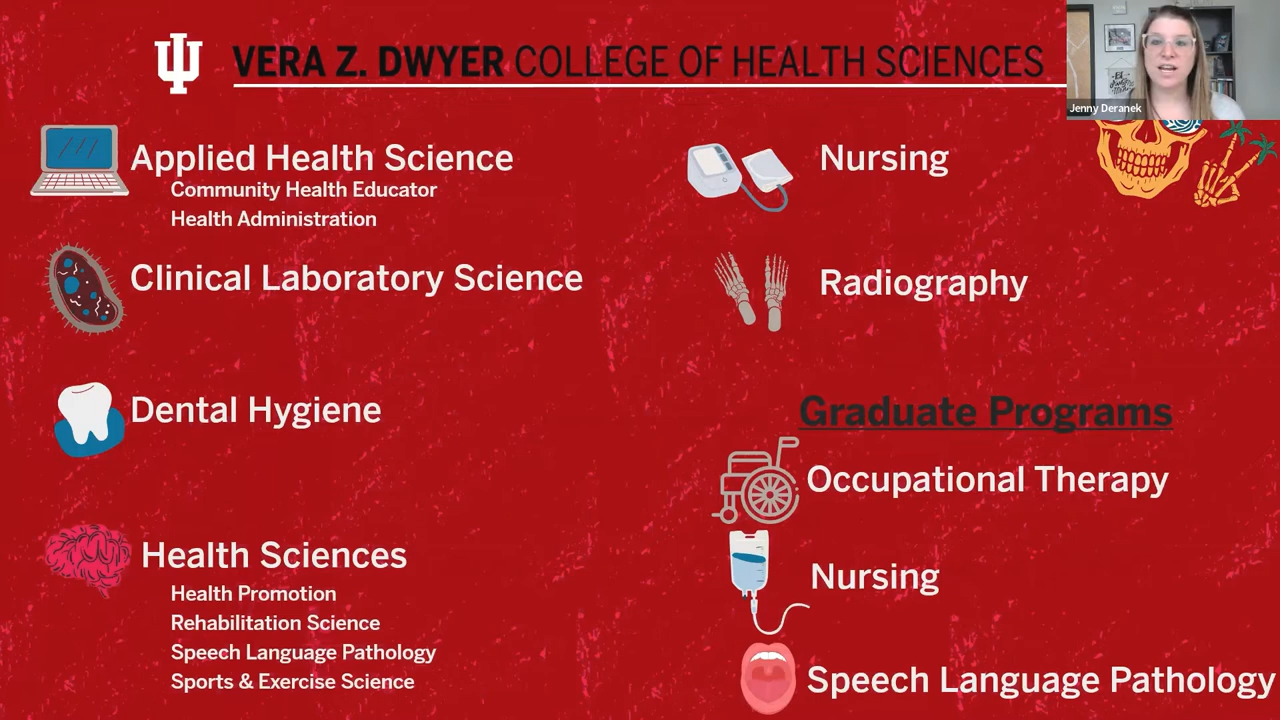 VERA Z. DWYER COLLEGE OF HEALTH SCIENCES
Jenny Deranek
Applied Health Science
Community Health Educator
Health Administration
Clinical Laboratory Science
Dental Hygiene
Health Sciences
Health Promotion
Rehabilitation Science
Speech Language Pathology
Sports & Exercise Science
Nursing
Radiography
Graduate Programs
Occupational Therapy
Nursing
Speech Language Pathology